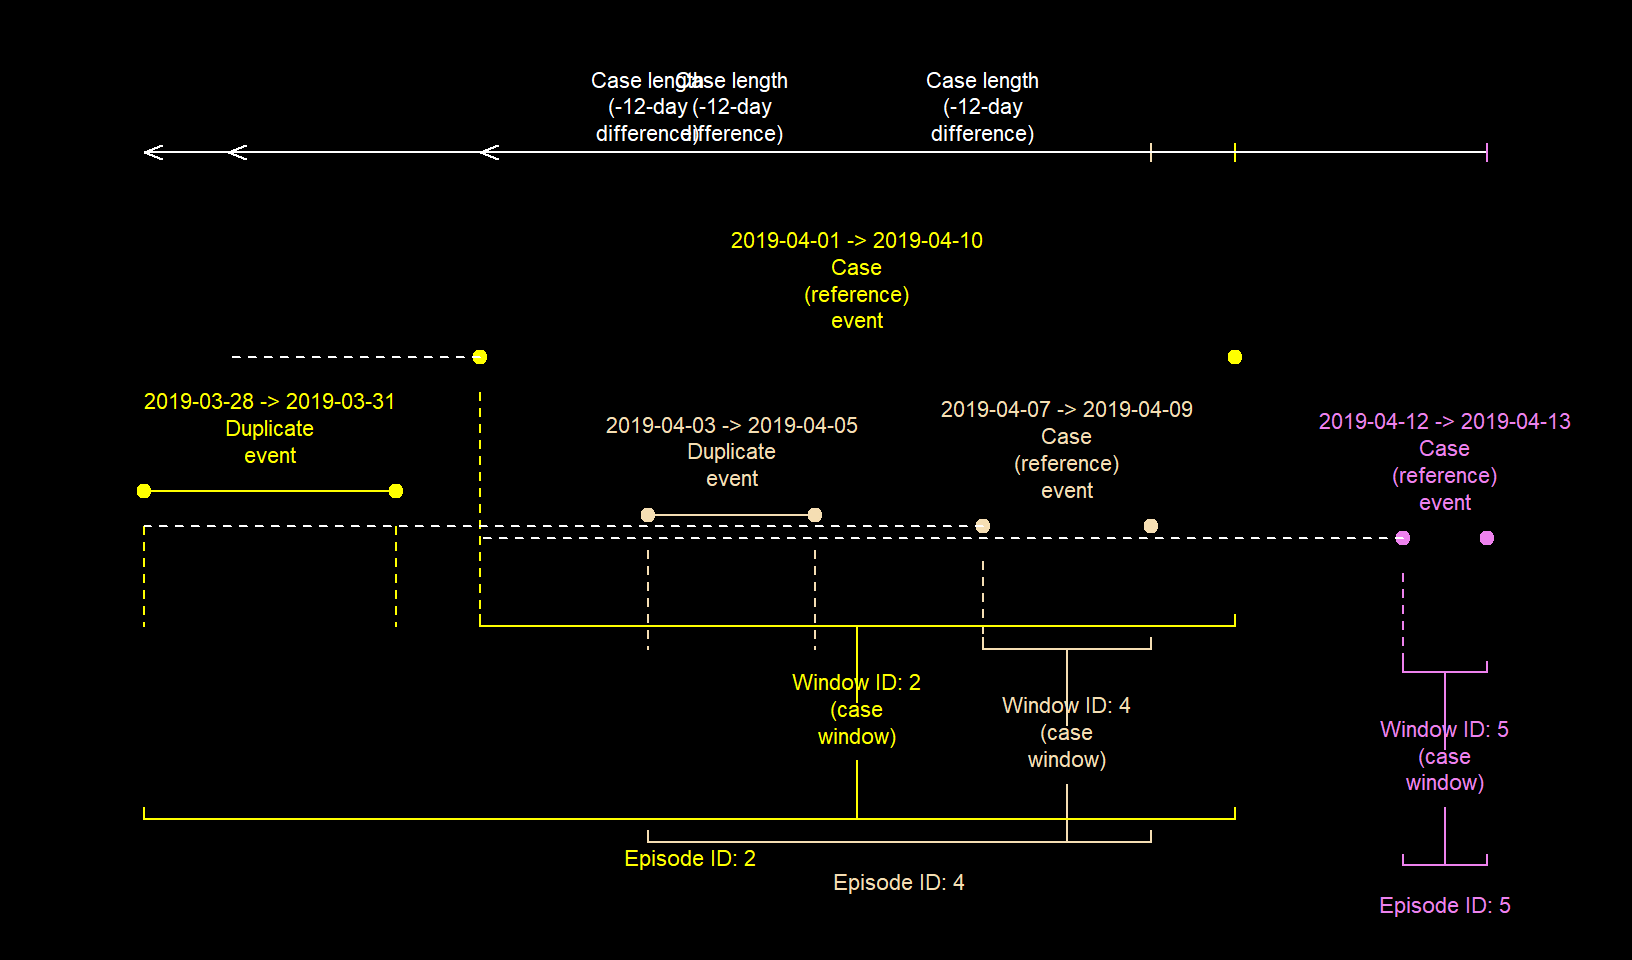 Case length
(-12-day
difference)
Case length
(-12-day
difference)
Case length
(-12-day
difference)
2019-04-01 -> 2019-04-10
Case
(reference)
event
2019-03-28 -> 2019-03-31
Duplicate
event
2019-04-03 -> 2019-04-05
Duplicate
event
2019-04-07 -> 2019-04-09
Case
(reference)
event
2019-04-12 -> 2019-04-13
Case
(reference)
event
Window ID: 2
(case
window)
Window ID: 4
(case
window)
Window ID: 5
(case
window)
Episode ID: 2
Episode ID: 4
Episode ID: 5